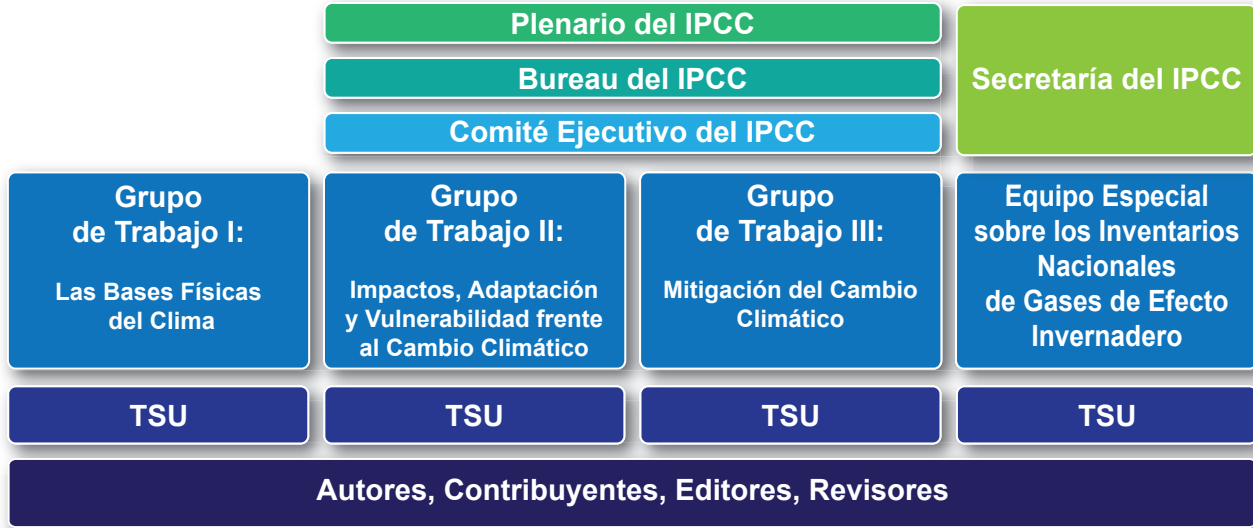 Plenario del IPCC
Bureau del IPCC
Comité Ejecutivo del IPCC
Secretaría del IPCC
Grupo
de Trabajo I:
Las Bases Físicas
del Clima
Grupo
de Trabajo II:
Impactos, Adaptación
y Vulnerabilidad frente
al Cambio Climático
Grupo
de Trabajo III:
Mitigación del Cambio
Climático
Equipo Especial
sobre los Inventarios
Nacionales
de Gases de Efecto
Invernadero
TSU
TSU
TSU
TSU
Autores, Contribuyentes, Editores, Revisores